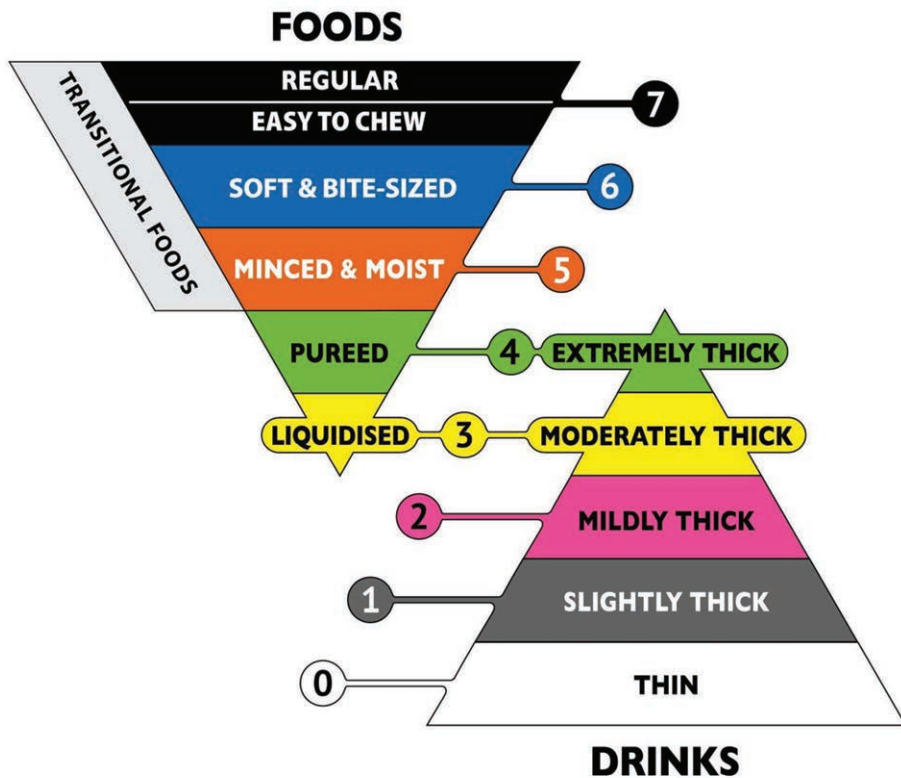 FOODS
TRANSITIONAL FOODS
REGULAR
EASY TO CHEW
7
SOFT & BITE-SIZED
6
MINCED & MOIST
5
PUREED
4
EXTREMELY THICK
LIQUIDISED
3
MODERATELY THICK
2
MILDLY THICK
1
SLIGHTLY THICK
0
THIN
DRINKS